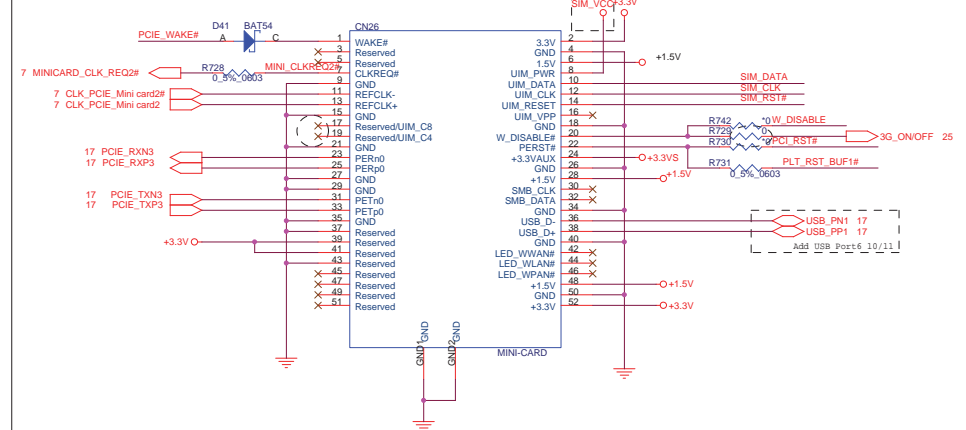 SIM_VCC +3.3V
D41 BAT54
A C
PCIE_WAKE#
CN26
1 WAKE# 3.3V 2
3 Reserved GND 4
5 Reserved 1.5V 6 +1.5V
7 MINICARD_CLK_REQ2# R728 MINI_CLKREQ2# 7 CLKREQ# UIM_PWR 8
0_5%_0603
9 GND UIM_DATA 10 SIM_DATA
7 CLK_PCIE_Mini card2# 11 REFCLK- UIM_CLK 12 SIM_CLK
7 CLK_PCIE_Mini card2 13 REFCLK+ UIM_RESET 14 SIM_RST#
15 GND UIM_VPP 16
17 Reserved/UIM_C8 GND 18 R742 *0 W_DISABLE
19 Reserved/UIM_C4 W_DISABLE# 20 R729 0 3G_ON/OFF 25
21 GND PERST# 22 R730 *0 PCI_RST#
17 PCIE_RXN3 23 PERn0 +3.3VAUX 24 +3.3VS
17 PCIE_RXP3 25 PERp0 GND 26 R731 PLT_RST_BUF1#
0_5%_0603
27 GND +1.5V 28 +1.5V
29 GND SMB_CLK 30
17 PCIE_TXN3 31 PETn0 SMB_DATA 32
17 PCIE_TXP3 33 PETp0 GND 34
35 GND USB_D- 36 USB_PN1 17
37 Reserved USB_D+ 38 USB_PP1 17
+3.3V 39 Reserved GND 40
Add USB Port6 10/11
41 Reserved LED_WWAN# 42
43 Reserved LED_WLAN# 44
45 Reserved LED_WPAN# 46
47 Reserved +1.5V 48 +1.5V
49 Reserved GND 50
51 Reserved +3.3V 52 +3.3V
GND GND
GND1 GND2
MINI-CARD